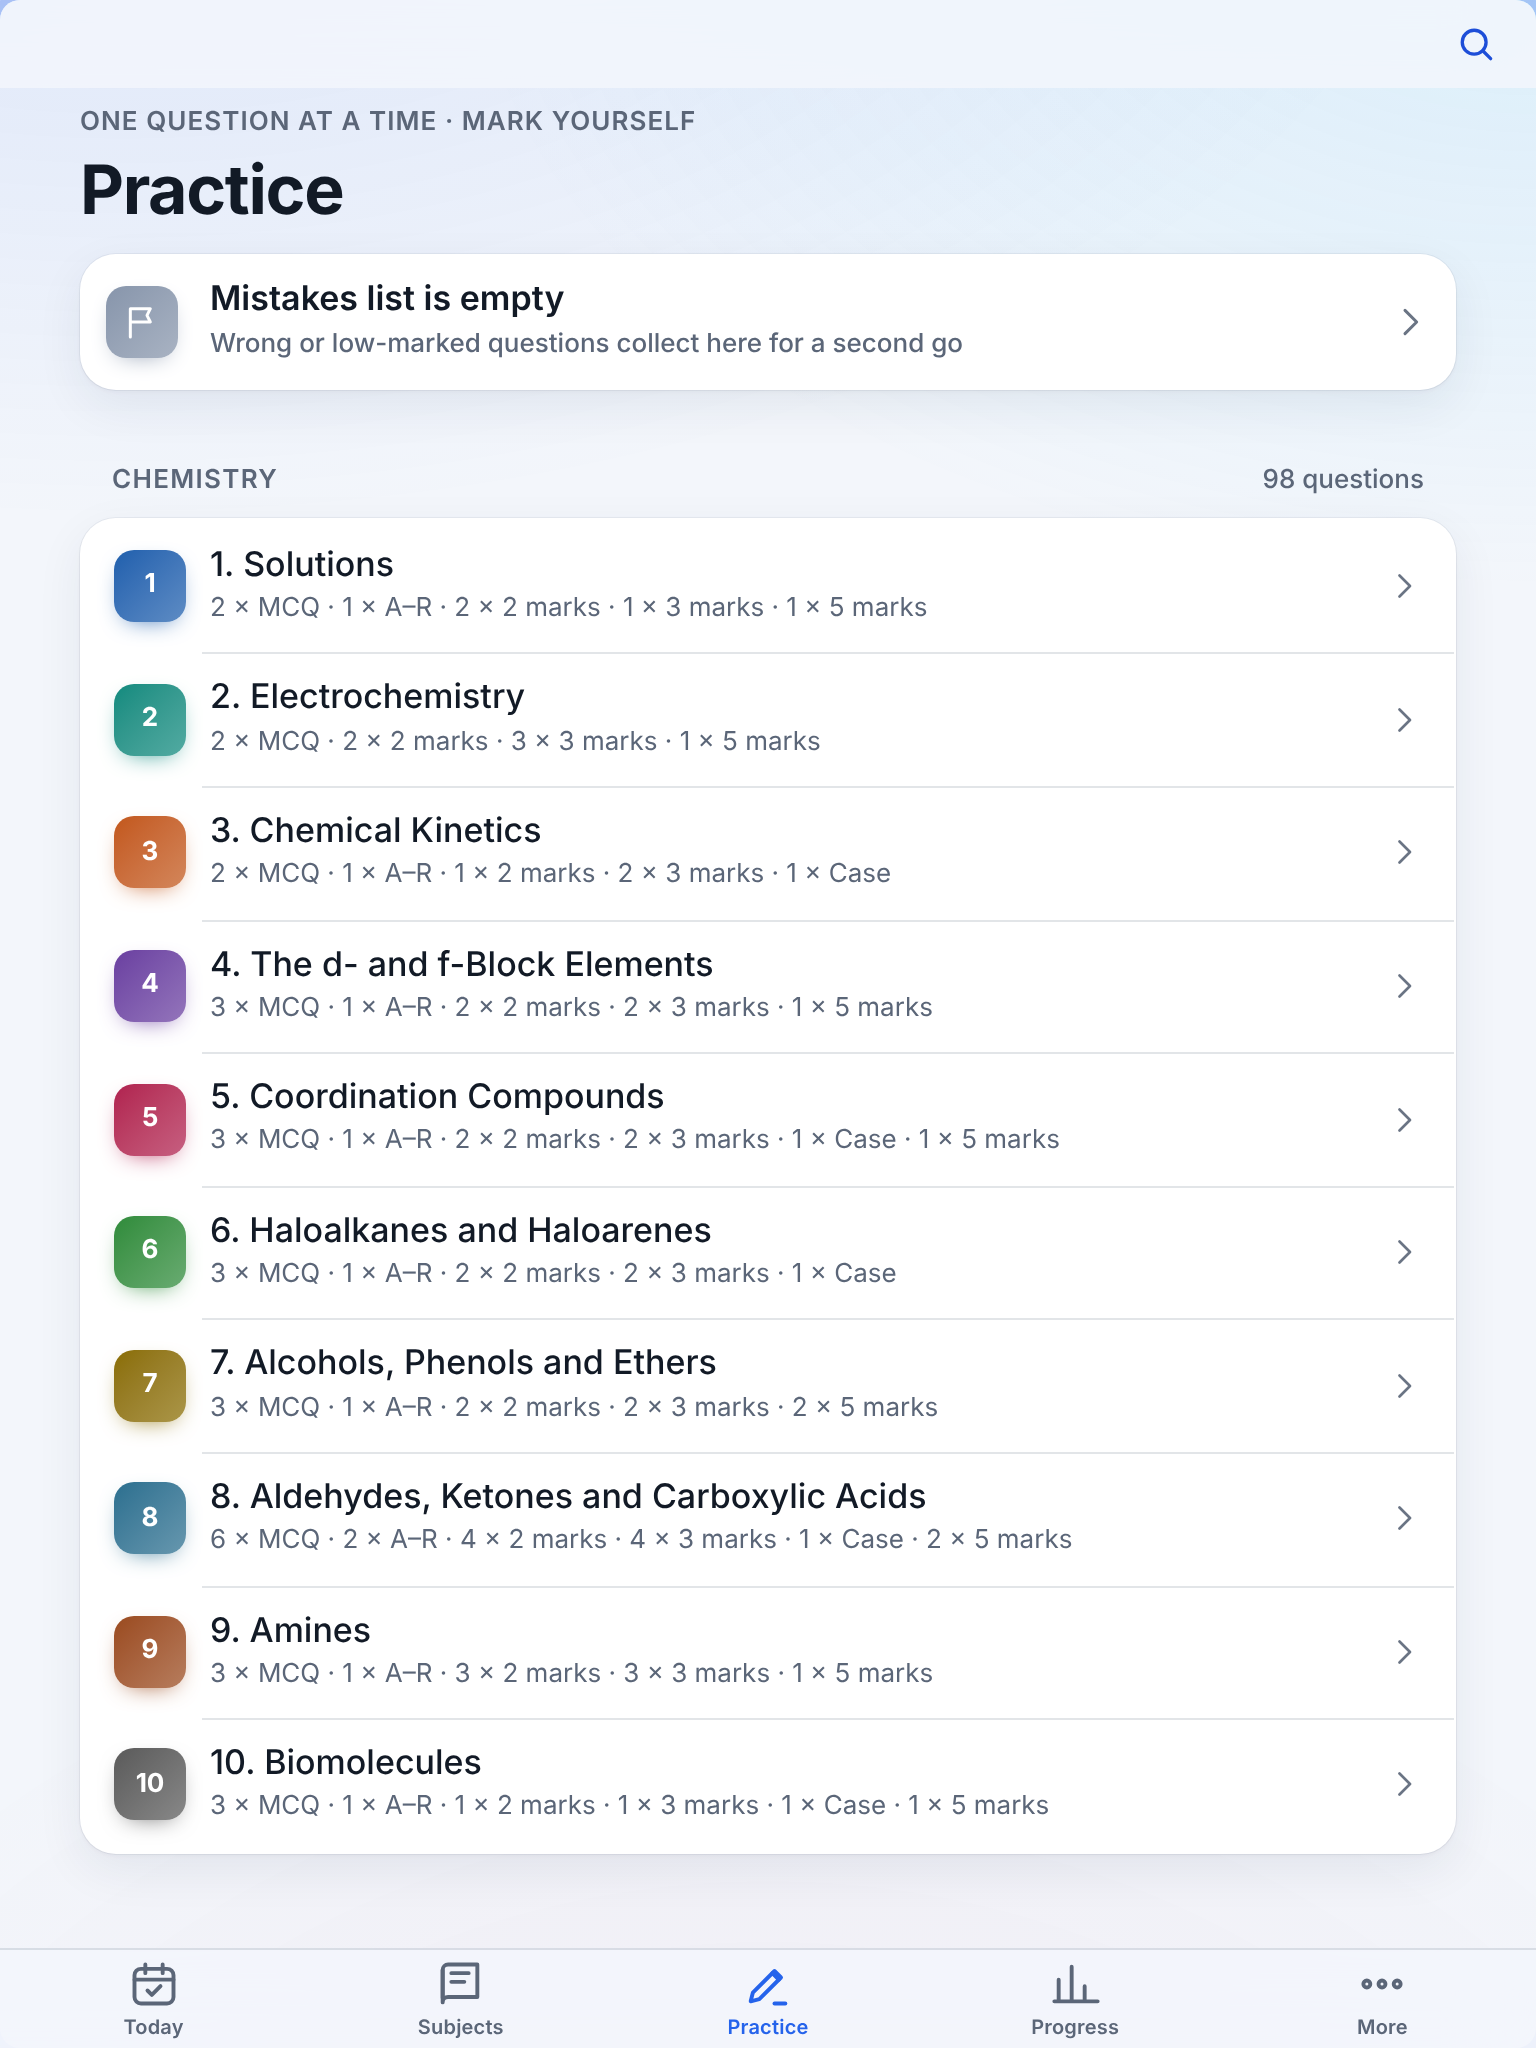 ONE QUESTION AT A TIME · MARK YOURSELF
Practice
Mistakes list is empty
Wrong or low-marked questions collect here for a second go
CHEMISTRY
98 questions
1
1. Solutions
2 × MCQ · 1 × A–R · 2 × 2 marks · 1 × 3 marks · 1 × 5 marks
2
2. Electrochemistry
2 × MCQ · 2 × 2 marks · 3 × 3 marks · 1 × 5 marks
3
3. Chemical Kinetics
2 × MCQ · 1 × A–R · 1 × 2 marks · 2 × 3 marks · 1 × Case
4
4. The d- and f-Block Elements
3 × MCQ · 1 × A–R · 2 × 2 marks · 2 × 3 marks · 1 × 5 marks
5
5. Coordination Compounds
3 × MCQ · 1 × A–R · 2 × 2 marks · 2 × 3 marks · 1 × Case · 1 × 5 marks
6
6. Haloalkanes and Haloarenes
3 × MCQ · 1 × A–R · 2 × 2 marks · 2 × 3 marks · 1 × Case
7
7. Alcohols, Phenols and Ethers
3 × MCQ · 1 × A–R · 2 × 2 marks · 2 × 3 marks · 2 × 5 marks
8
8. Aldehydes, Ketones and Carboxylic Acids
6 × MCQ · 2 × A–R · 4 × 2 marks · 4 × 3 marks · 1 × Case · 2 × 5 marks
9
9. Amines
3 × MCQ · 1 × A–R · 3 × 2 marks · 3 × 3 marks · 1 × 5 marks
10
10. Biomolecules
3 × MCQ · 1 × A–R · 1 × 2 marks · 1 × 3 marks · 1 × Case · 1 × 5 marks
Today
Subjects
Practice
Progress
More